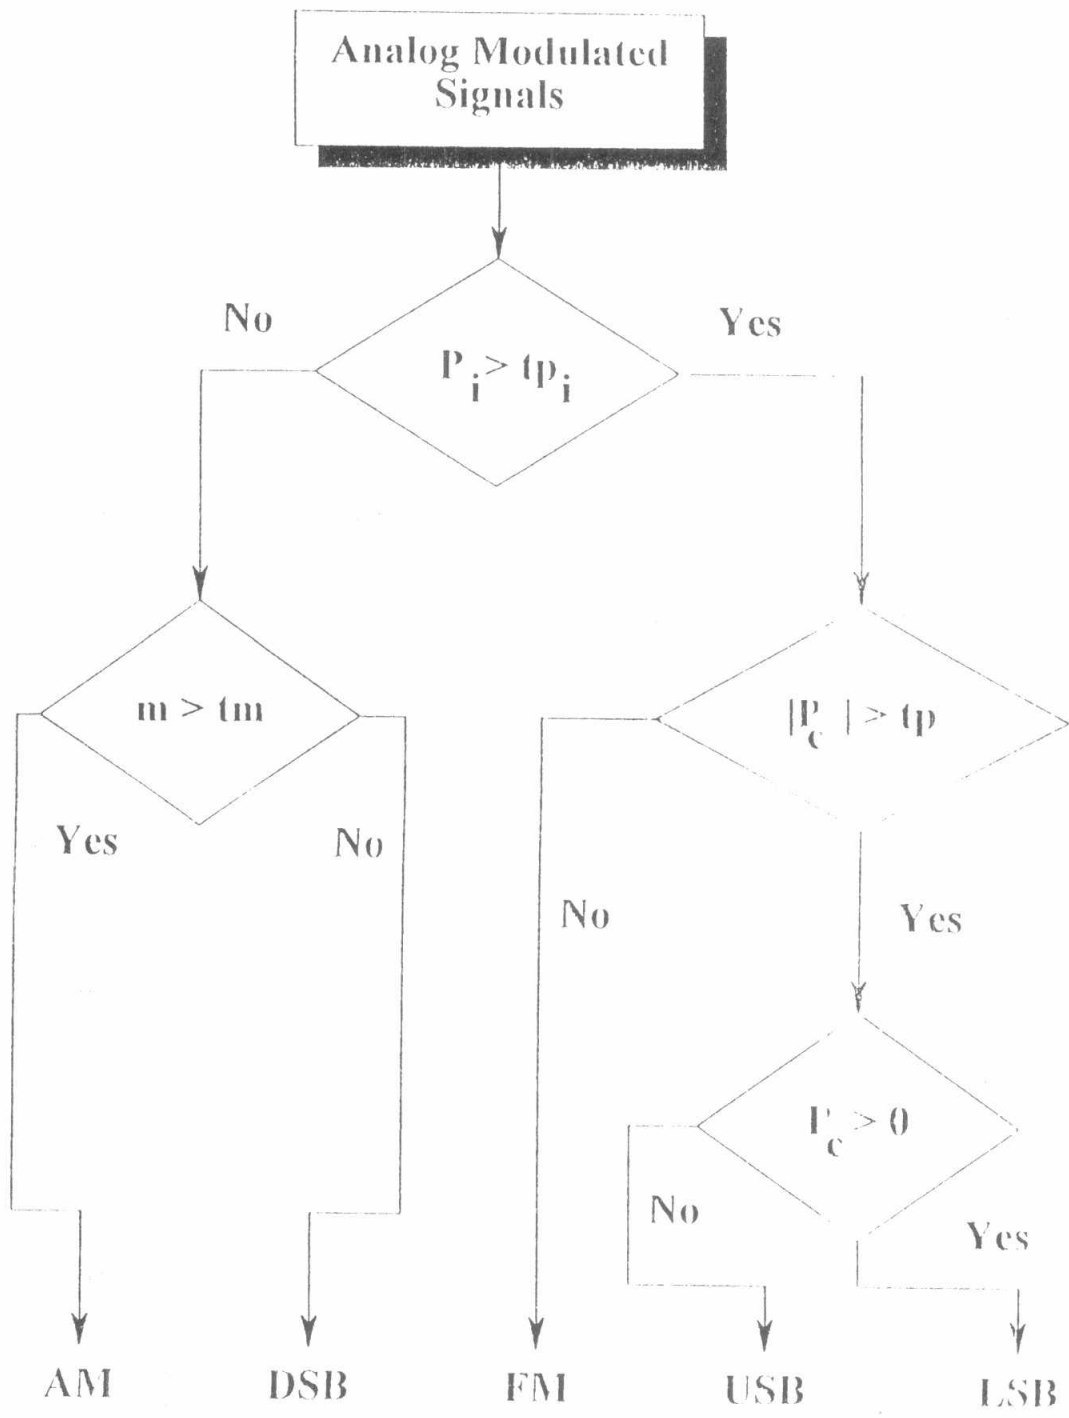 Analog Modulated
Signals
No
Yes
P_i > tp_i
m > tm
|P_c| > tp
Yes
No
No
Yes
P_c > 0
No
Yes
AM
DSB
FM
USB
LSB